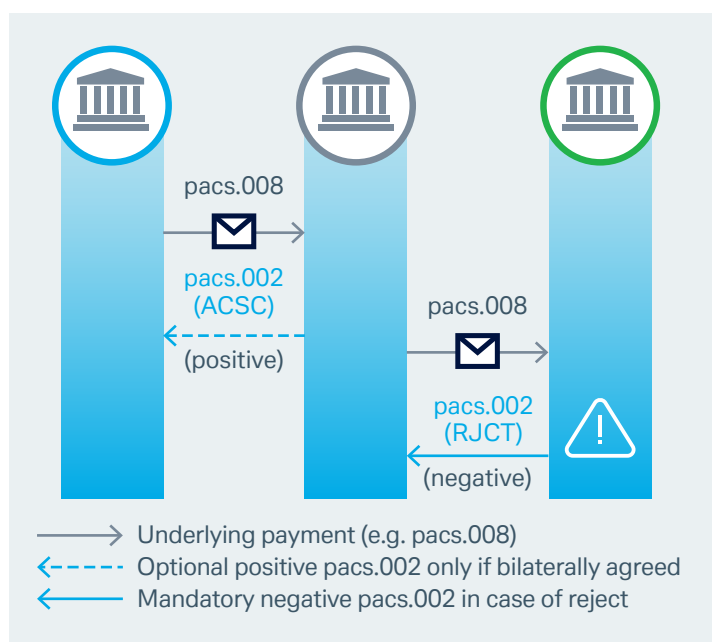 pacs.008
pacs.002
(ACSC)
(positive)
pacs.008
pacs.002
(RJCT)
(negative)
Underlying payment (e.g. pacs.008)
Optional positive pacs.002 only if bilaterally agreed
Mandatory negative pacs.002 in case of reject